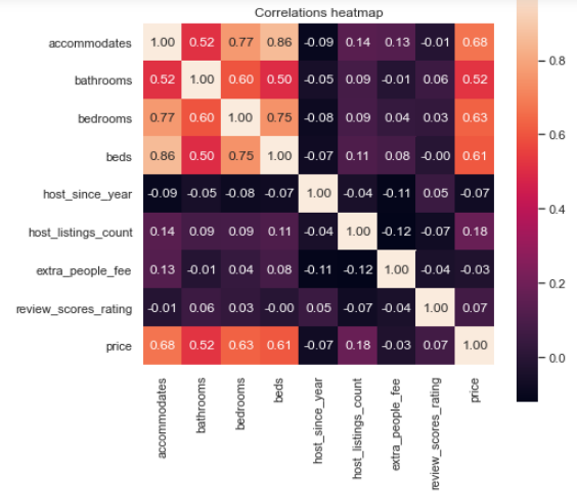 Correlations heatmap
accommodates 1.00 0.52 0.77 0.86 -0.09 0.14 0.13 -0.01 0.68
bathrooms 0.52 1.00 0.60 0.50 -0.05 0.09 -0.01 0.06 0.52
bedrooms 0.77 0.60 1.00 0.75 -0.08 0.09 0.04 0.03 0.63
beds 0.86 0.50 0.75 1.00 -0.07 0.11 0.08 -0.00 0.61
host_since_year -0.09 -0.05 -0.08 -0.07 1.00 -0.04 -0.11 0.05 -0.07
host_listings_count 0.14 0.09 0.09 0.11 -0.04 1.00 -0.12 -0.07 0.18
extra_people_fee 0.13 -0.01 0.04 0.08 -0.11 -0.12 1.00 -0.04 -0.03
review_scores_rating -0.01 0.06 0.03 -0.00 0.05 -0.07 -0.04 1.00 0.07
price 0.68 0.52 0.63 0.61 -0.07 0.18 -0.03 0.07 1.00
accommodates
bathrooms
bedrooms
beds
host_since_year
host_listings_count
extra_people_fee
review_scores_rating
price
0.8
0.6
0.4
0.2
0.0